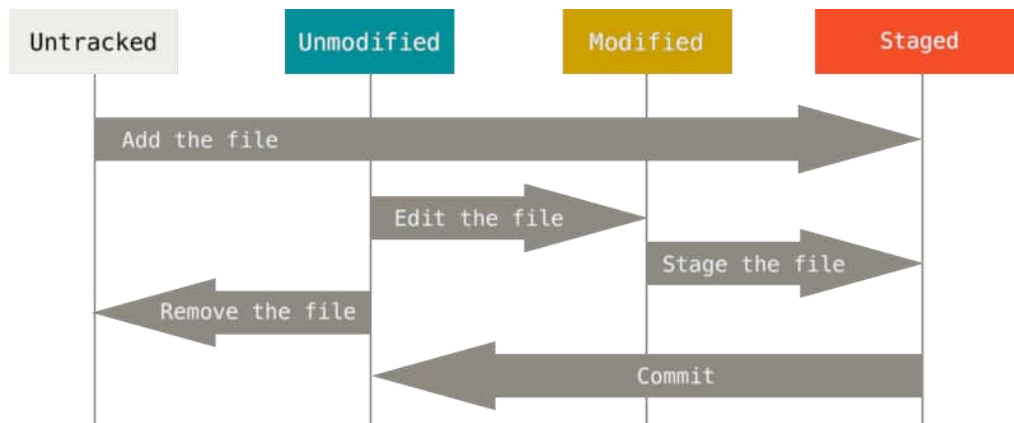 Untracked
Unmodified
Modified
Staged
Add the file
Edit the file
Stage the file
Remove the file
Commit